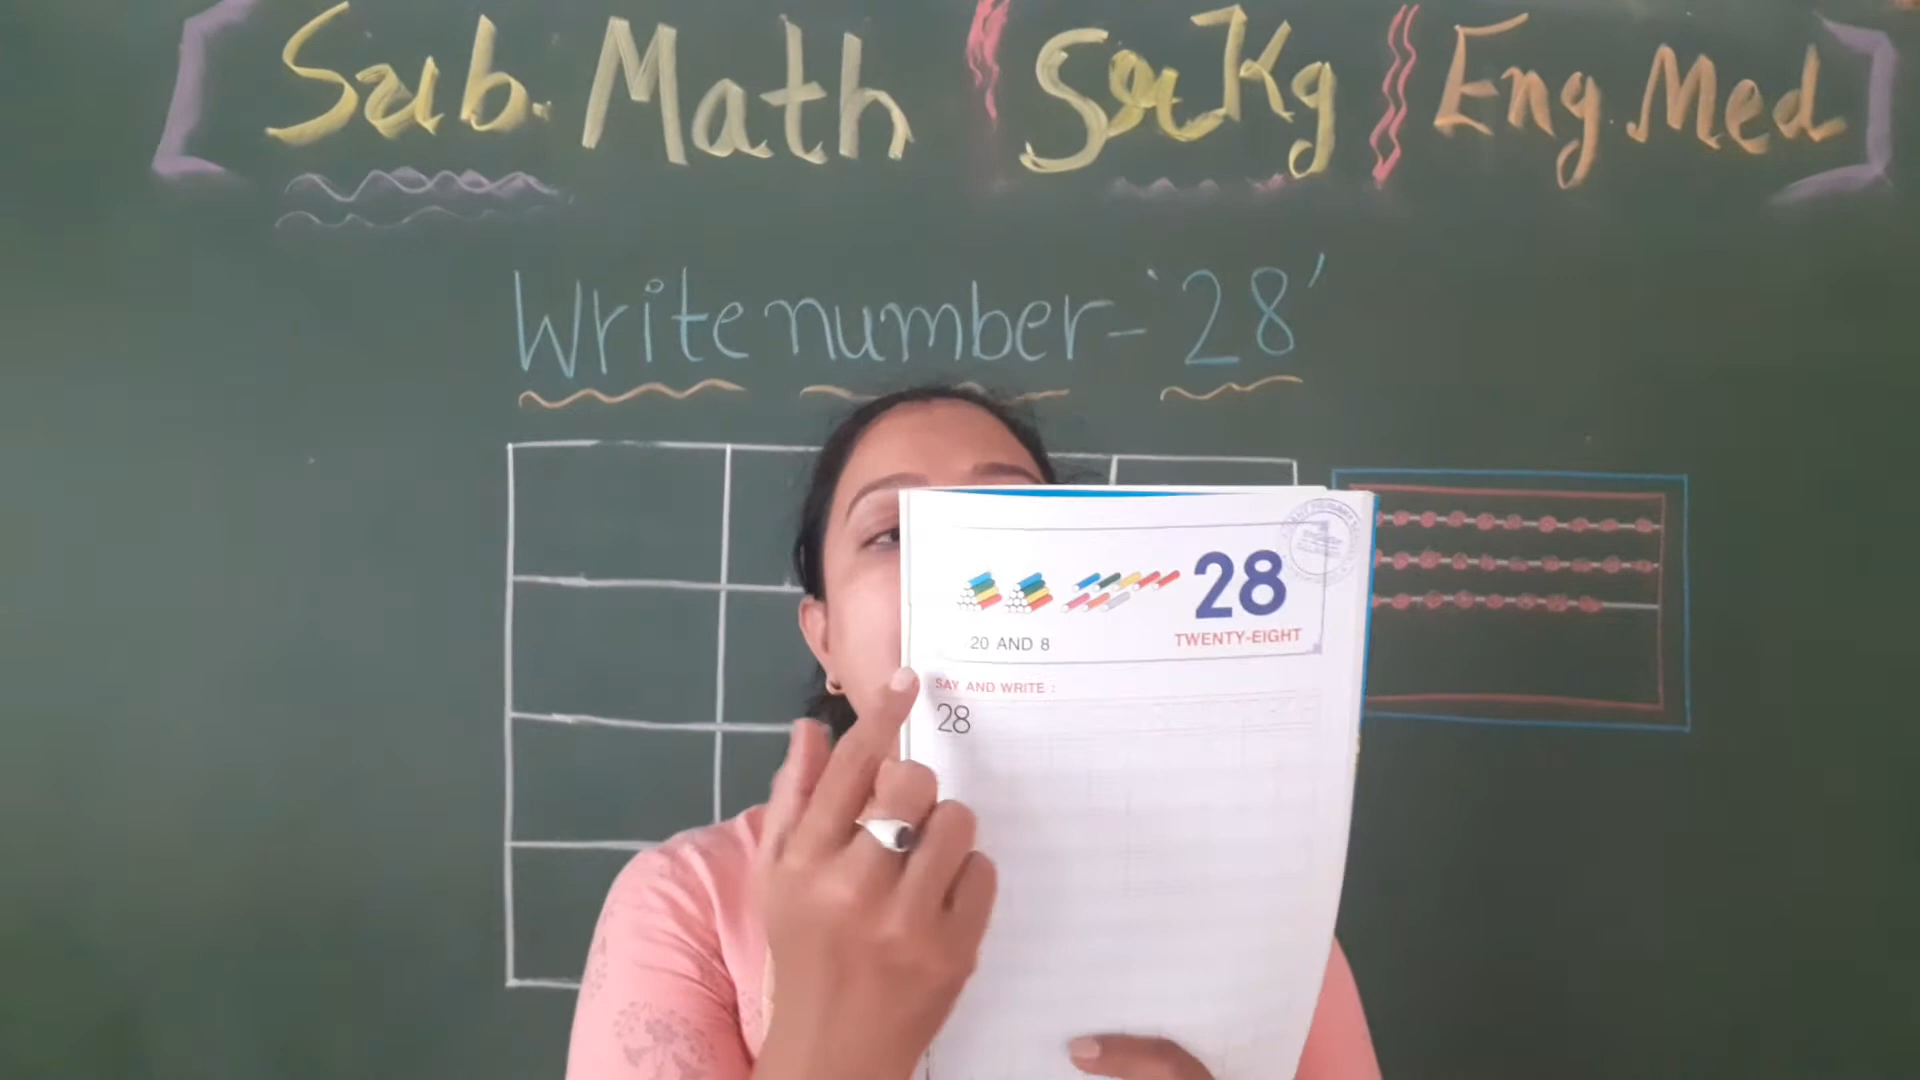 [Sub. Math Sr Kg Eng. Med]
Write number - '28'
28
20 AND 8
TWENTY-EIGHT
SAY AND WRITE :
28